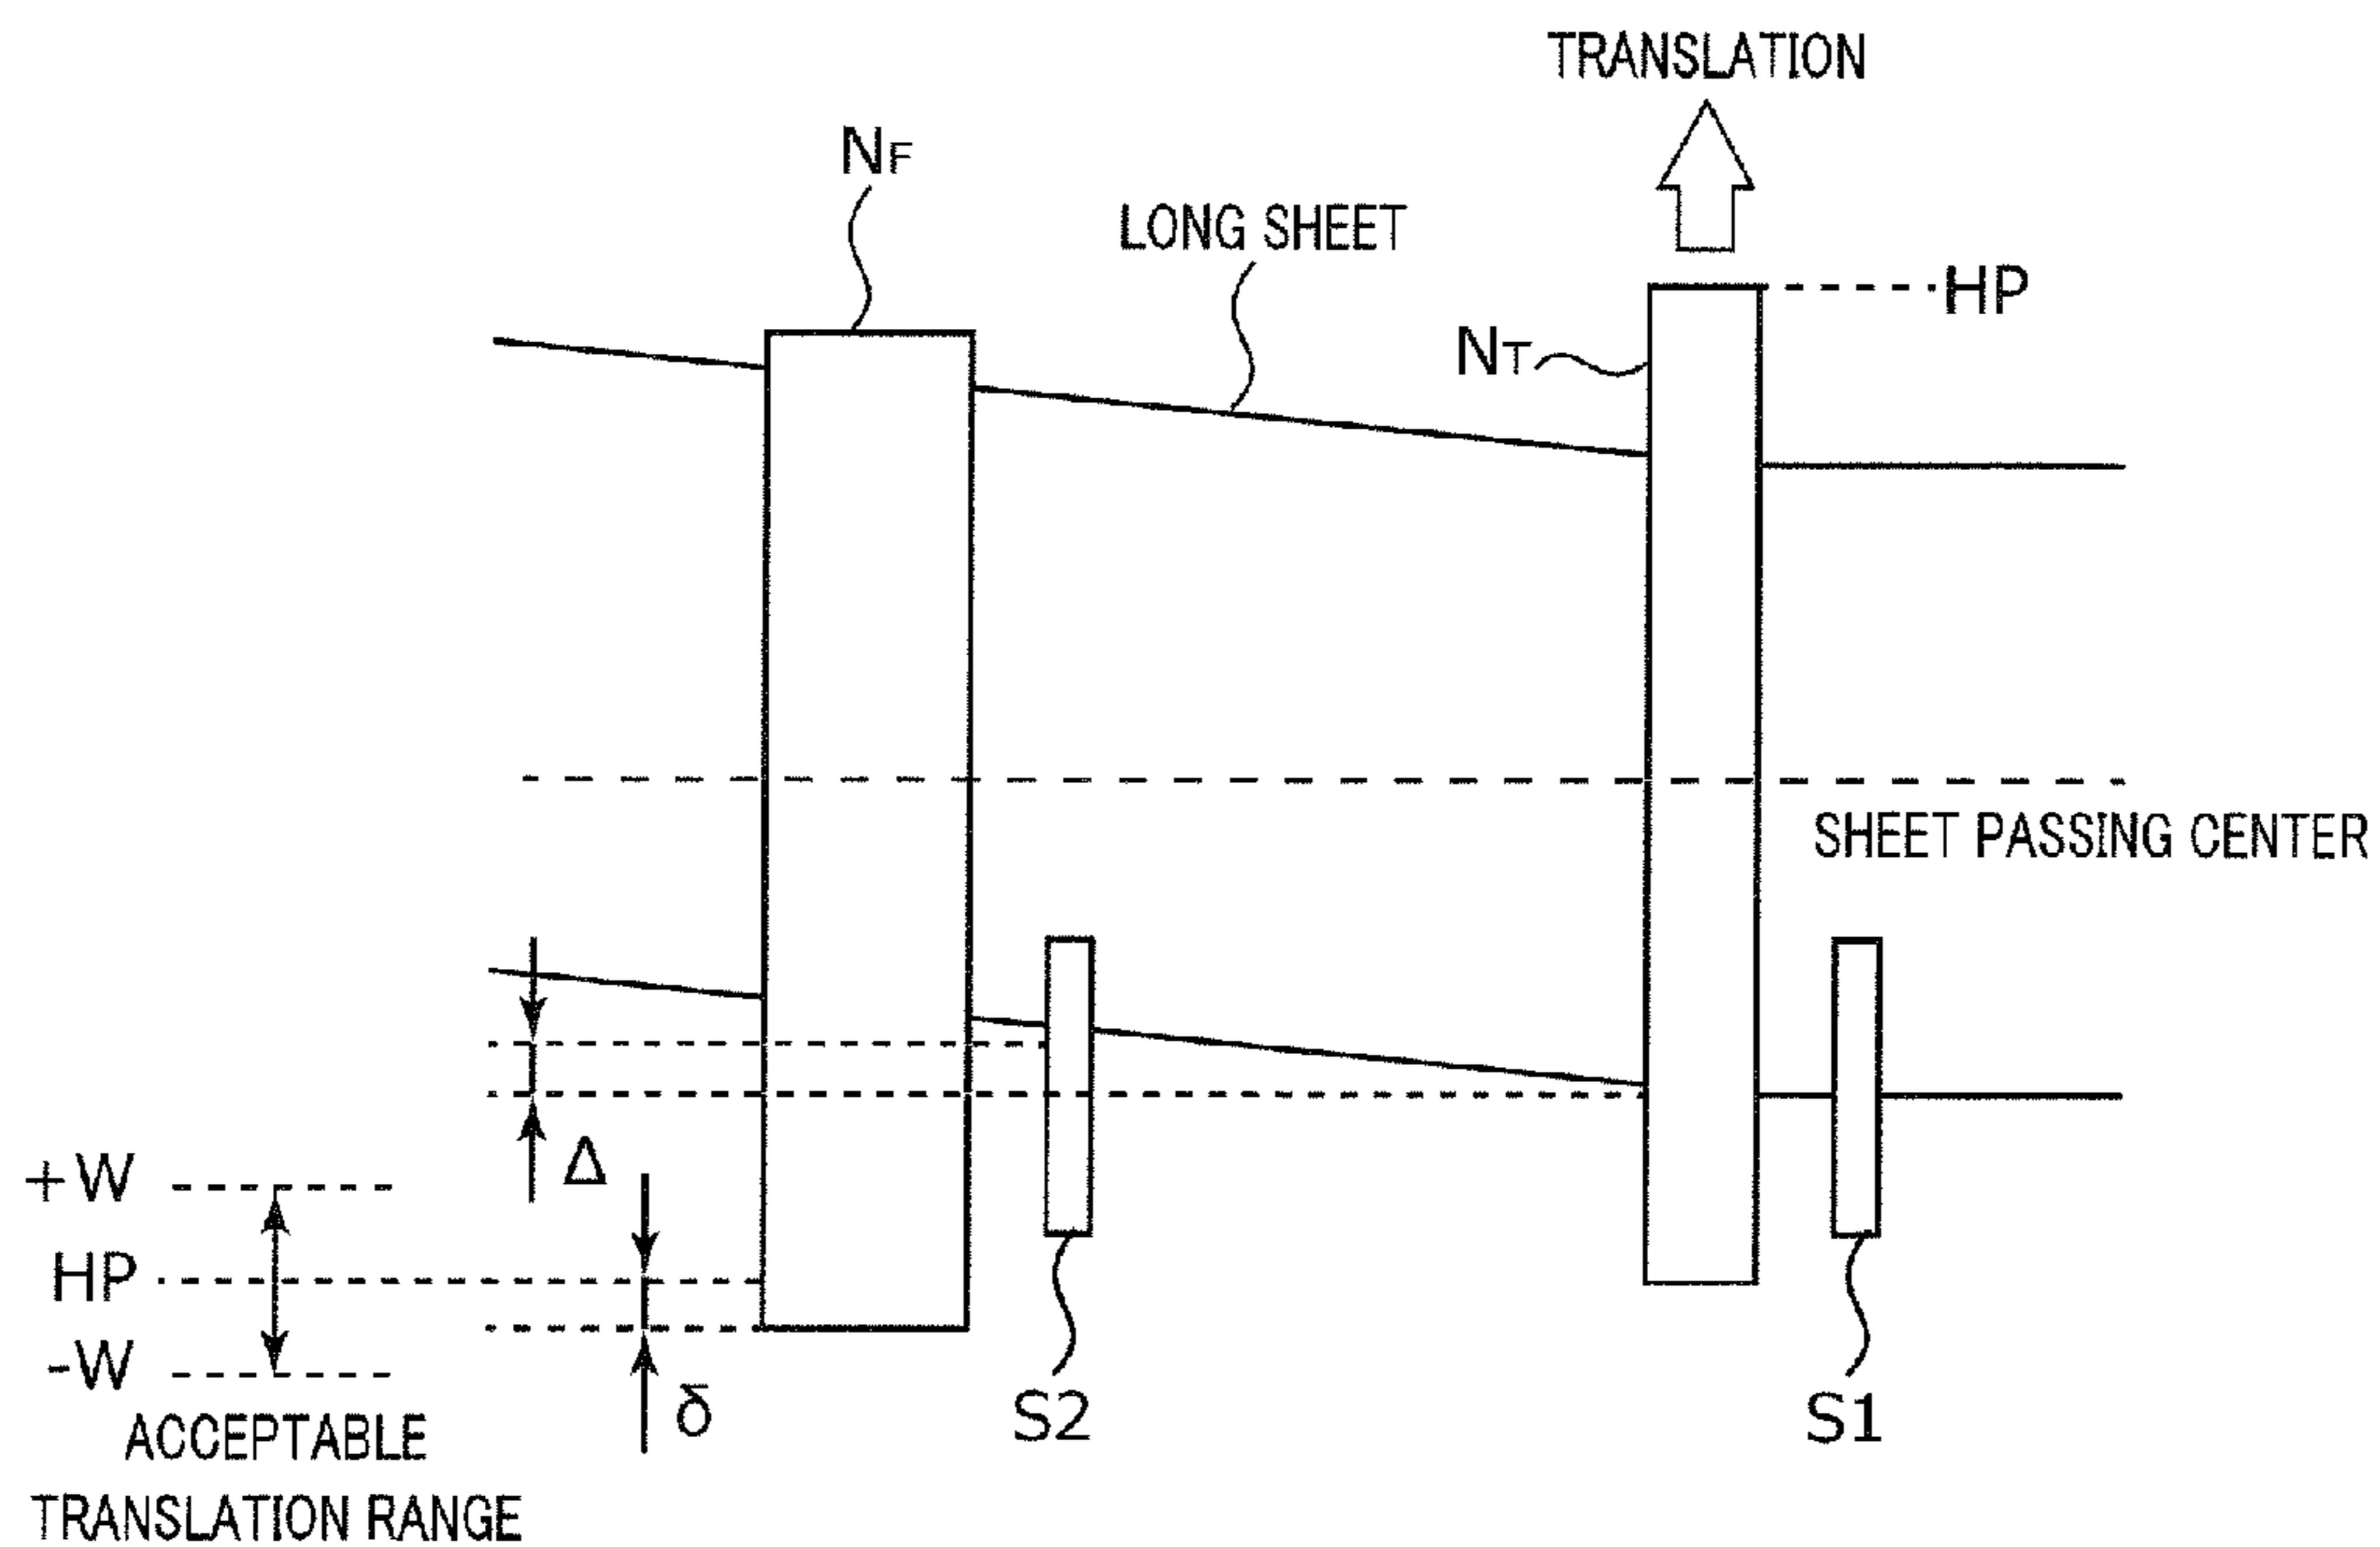 TRANSLATION
NF
LONG SHEET
HP
NT
SHEET PASSING CENTER
Δ
+W
HP
-W
δ
S2
S1
ACCEPTABLE
TRANSLATION RANGE